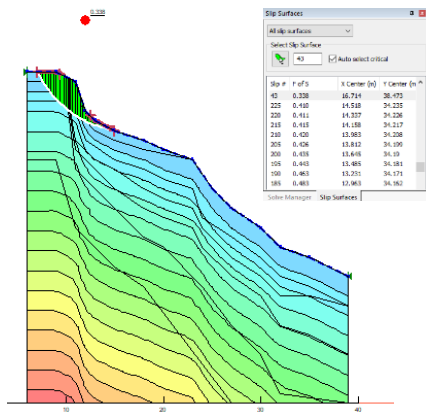 0.338
Slip Surfaces
All slip surfaces
Select Slip Surface
43
Auto select critical
Slip # F of S X Center (m) Y Center (m
43 0.338 16.714 38.473
225 0.410 14.518 34.235
220 0.411 14.337 34.226
215 0.415 14.158 34.217
210 0.420 13.983 34.208
205 0.426 13.812 34.199
200 0.435 13.645 34.19
195 0.443 13.485 34.181
190 0.463 13.231 34.171
185 0.483 12.963 34.162
Solve Manager Slip Surfaces
10 20 30 40